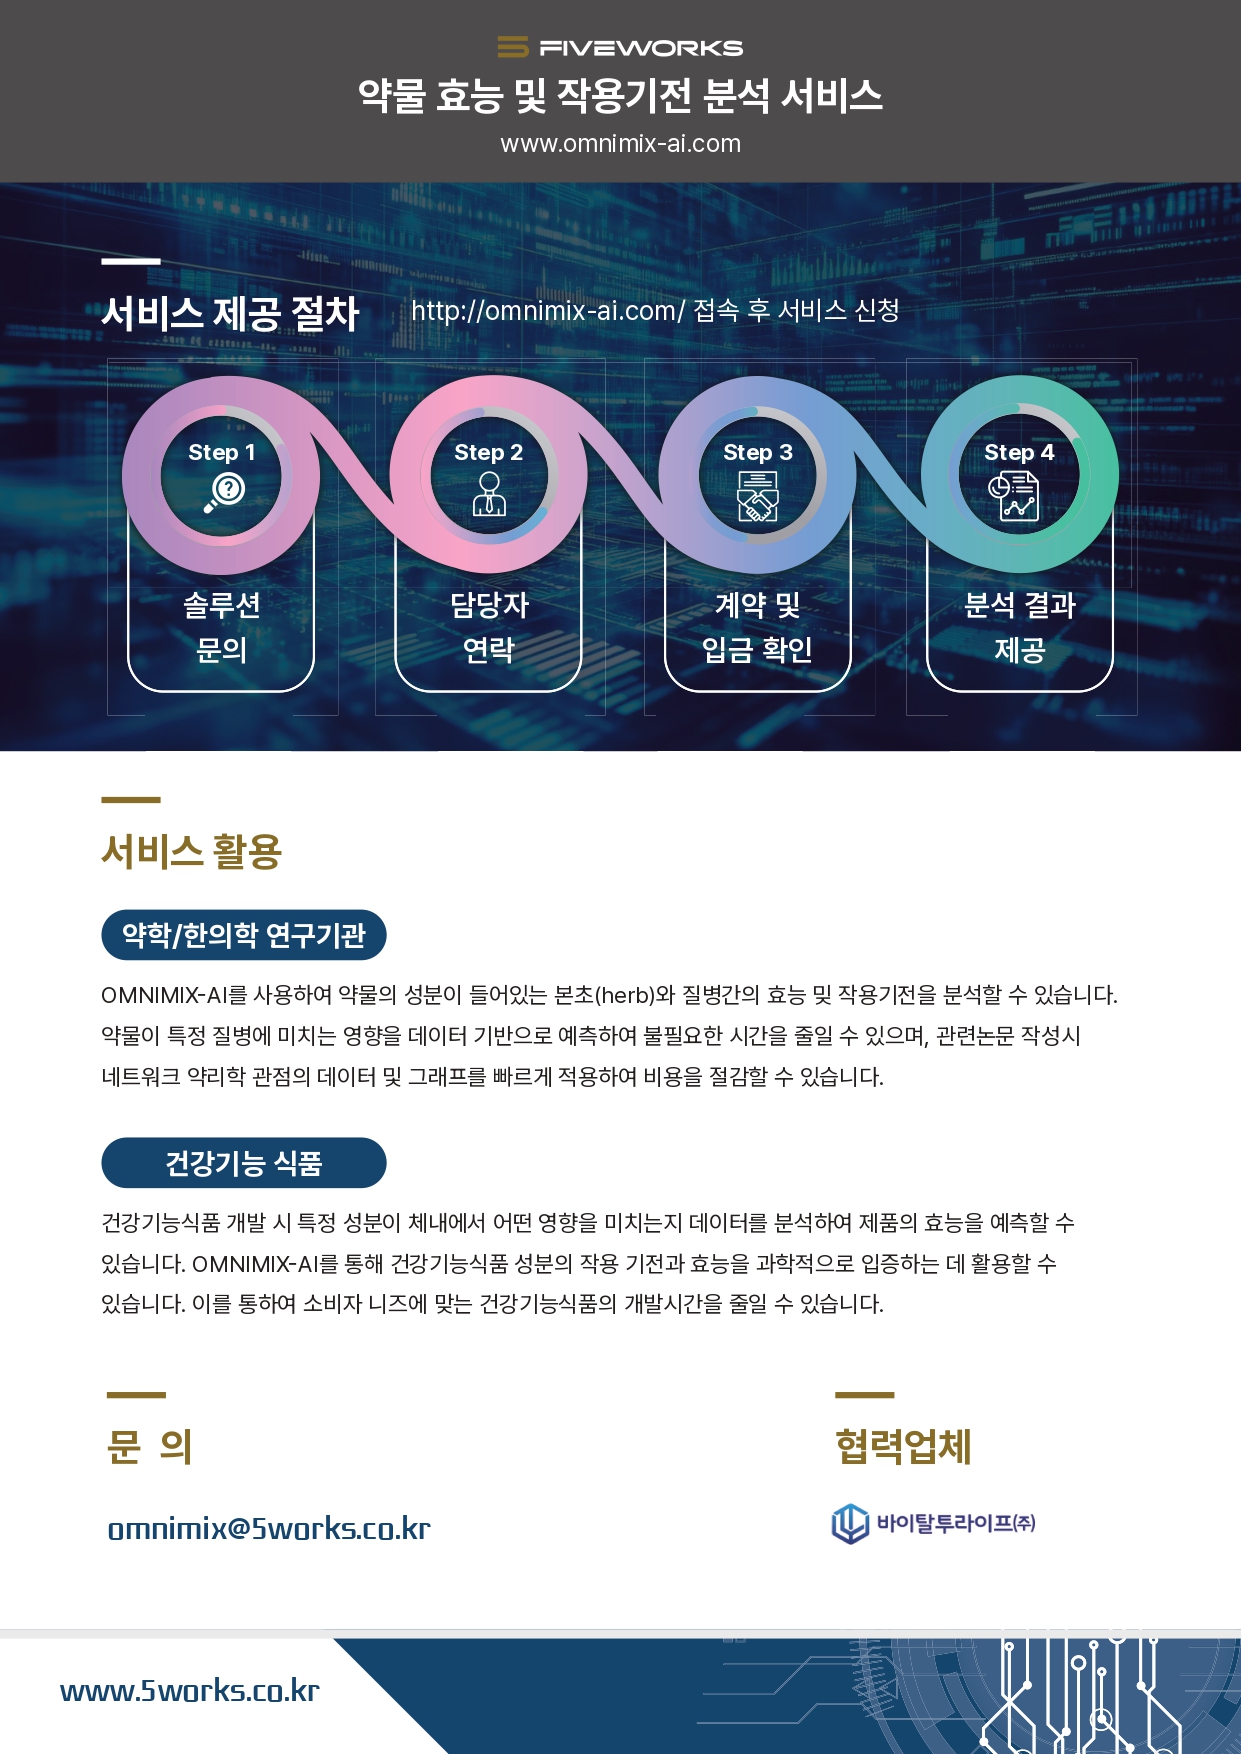 FIVEWORKS
약물 효능 및 작용기전 분석 서비스
www.omnimix-ai.com
서비스 제공 절차
http://omnimix-ai.com/ 접속 후 서비스 신청
Step 1
솔루션
문의
Step 2
담당자
연락
Step 3
계약 및
입금 확인
Step 4
분석 결과
제공
서비스 활용
약학/한의학 연구기관
OMNIMIX-AI를 사용하여 약물의 성분이 들어있는 본초(herb)와 질병간의 효능 및 작용기전을 분석할 수 있습니다.
약물이 특정 질병에 미치는 영향을 데이터 기반으로 예측하여 불필요한 시간을 줄일 수 있으며, 관련논문 작성시
네트워크 약리학 관점의 데이터 및 그래프를 빠르게 적용하여 비용을 절감할 수 있습니다.
건강기능 식품
건강기능식품 개발 시 특정 성분이 체내에서 어떤 영향을 미치는지 데이터를 분석하여 제품의 효능을 예측할 수
있습니다. OMNIMIX-AI를 통해 건강기능식품 성분의 작용 기전과 효능을 과학적으로 입증하는 데 활용할 수
있습니다. 이를 통하여 소비자 니즈에 맞는 건강기능식품의 개발시간을 줄일 수 있습니다.
문 의
omnimix@5works.co.kr
협력업체
바이탈투라이프(주)
www.5works.co.kr